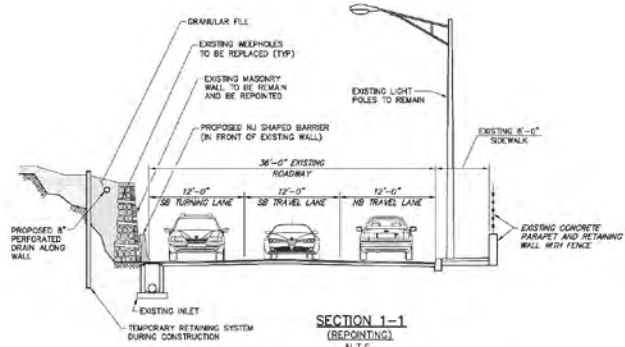 GRANULAR FILL
EXISTING WEEPHOLES
TO BE REPLACED (TYP)
EXISTING MASONRY
WALL TO BE REMAIN
AND BE REPOINTED
EXISTING LIGHT
POLES TO REMAIN
PROPOSED NJ SHAPED BARRIER
(IN FRONT OF EXISTING WALL)
EXISTING 8'-0"
SIDEWALK
36'-0" EXISTING
ROADWAY
12'-0"
SB TURNING LANE
12'-0"
SB TRAVEL LANE
12'-0"
NB TRAVEL LANE
PROPOSED 8"
PERFORATED
DRAIN ALONG
WALL
EXISTING CONCRETE
PARAPET AND RETAINING
WALL WITH FENCE
EXISTING INLET
TEMPORARY RETAINING SYSTEM
DURING CONSTRUCTION
SECTION 1-1
(REPOINTING)
N.T.S.